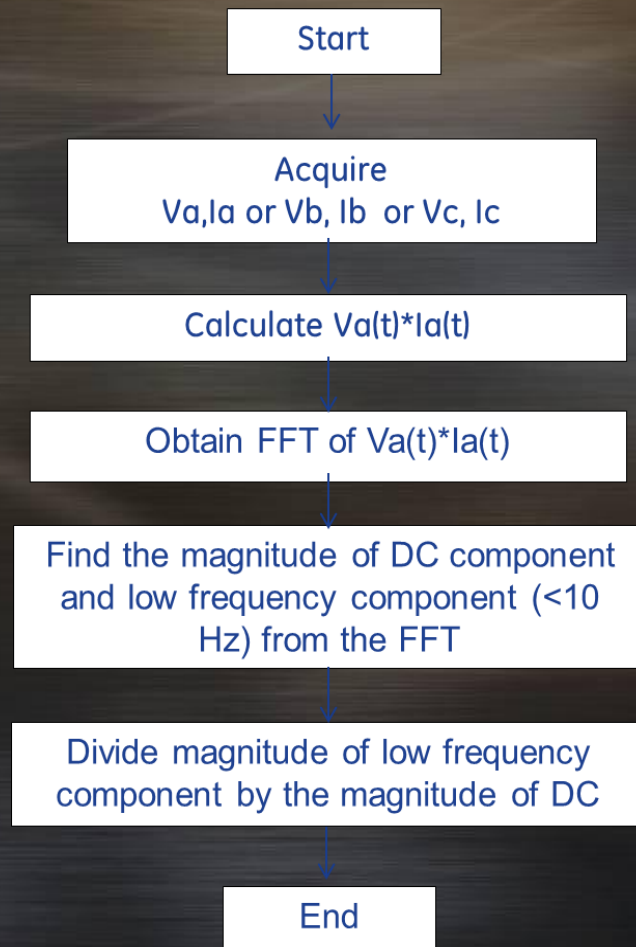 Start
Acquire
Va,Ia or Vb, Ib or Vc, Ic
Calculate Va(t)*Ia(t)
Obtain FFT of Va(t)*Ia(t)
Find the magnitude of DC component
and low frequency component (<10
Hz) from the FFT
Divide magnitude of low frequency
component by the magnitude of DC
End